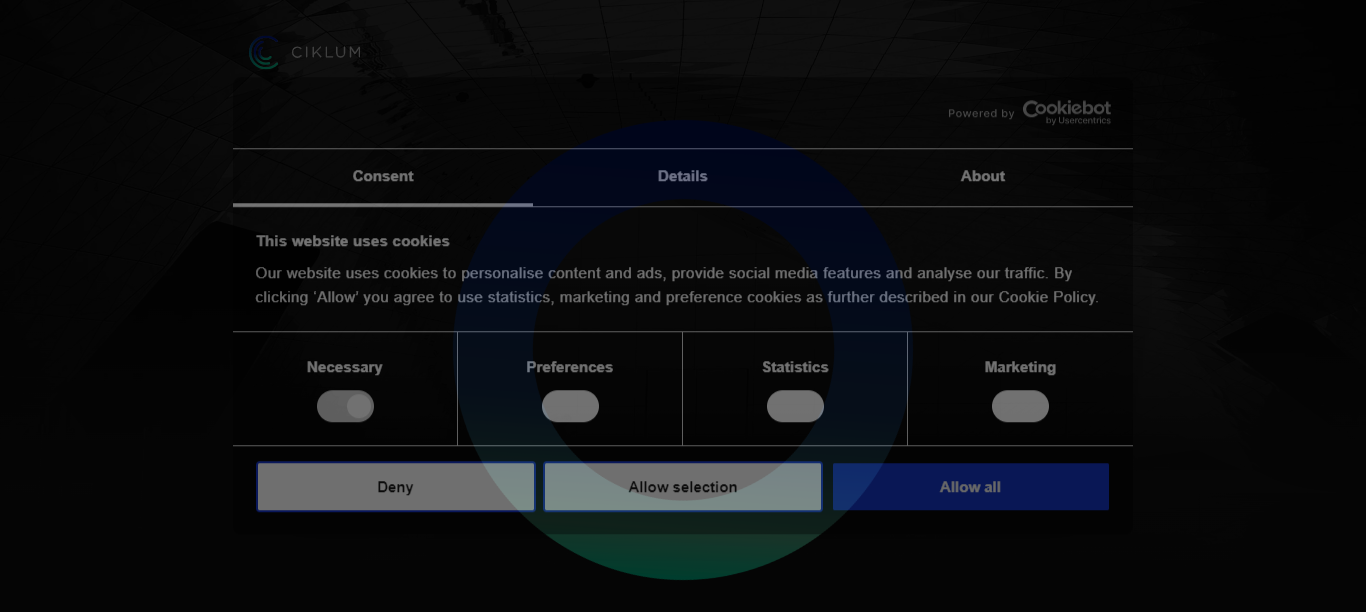 CIKLUM
Powered by Cookiebot
by Usercentrics
Consent Details About
This website uses cookies
Our website uses cookies to personalise content and ads, provide social media features and analyse our traffic. By
clicking 'Allow' you agree to use statistics, marketing and preference cookies as further described in our Cookie Policy.
Necessary Preferences Statistics Marketing
Deny Allow selection Allow all